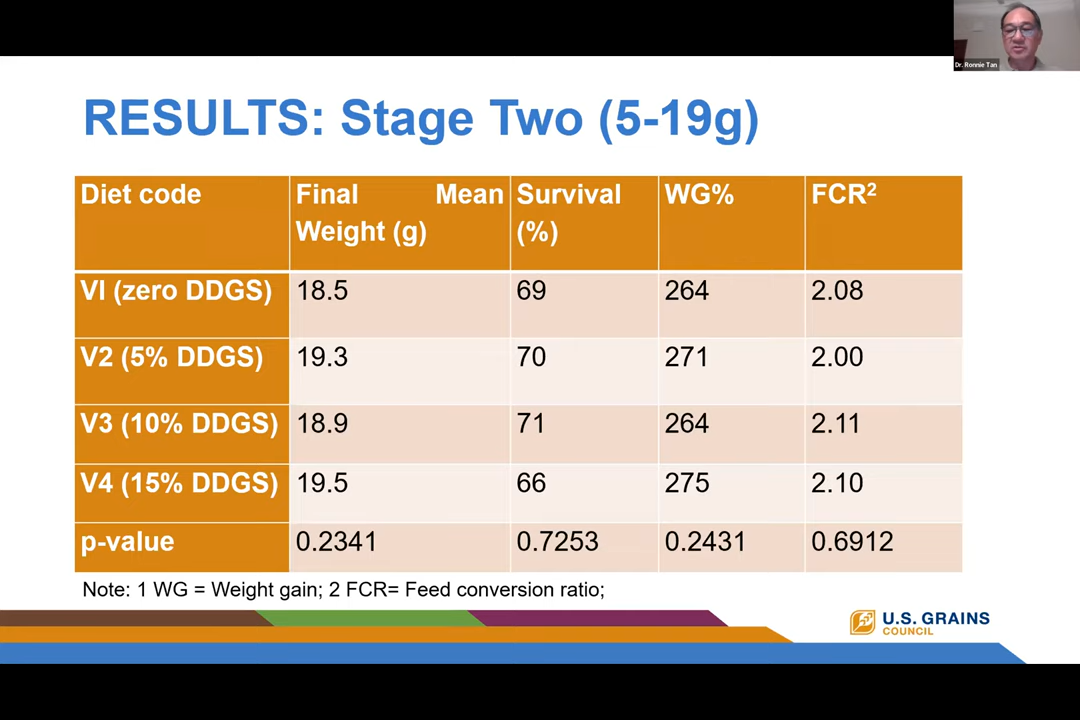 Dr. Ronnie Tan
RESULTS: Stage Two (5-19g)
Diet code Final Mean Weight (g) Survival (%) WG% FCR²
VI (zero DDGS) 18.5 69 264 2.08
V2 (5% DDGS) 19.3 70 271 2.00
V3 (10% DDGS) 18.9 71 264 2.11
V4 (15% DDGS) 19.5 66 275 2.10
p-value 0.2341 0.7253 0.2431 0.6912
Note: 1 WG = Weight gain; 2 FCR= Feed conversion ratio;
U.S. GRAINS
COUNCIL